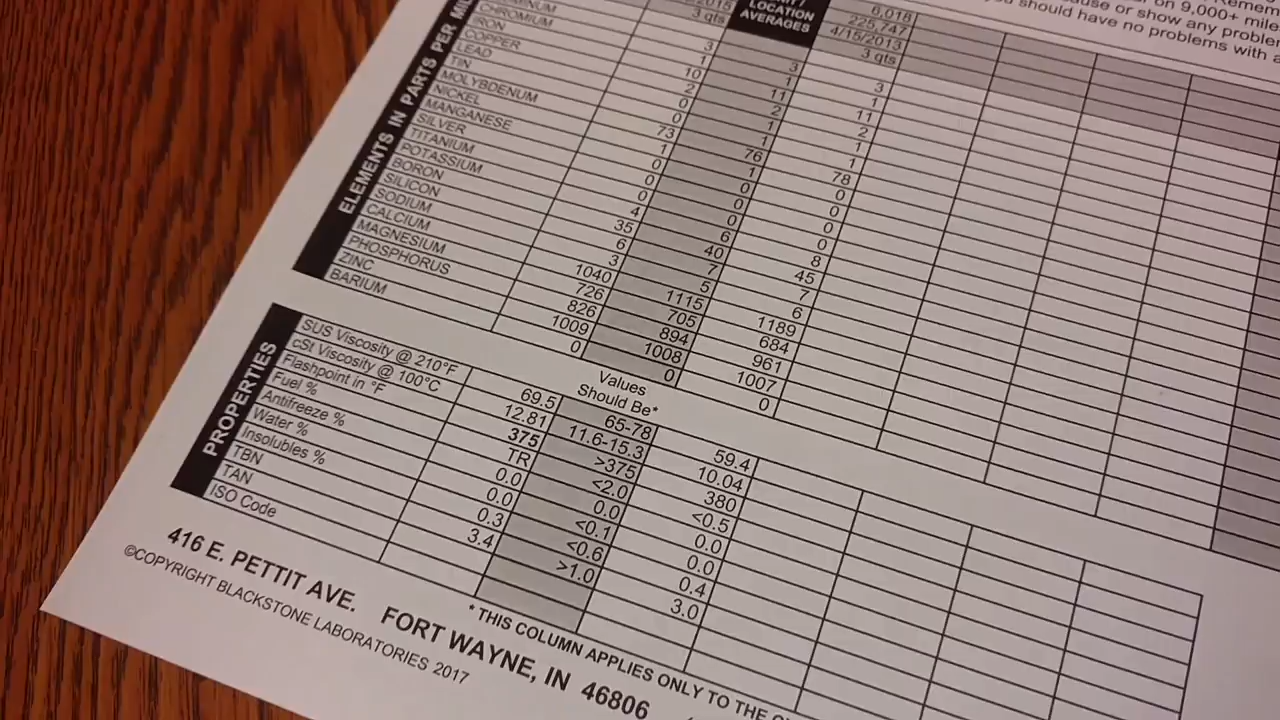 on 9,000+ mile
ause or show any proble
should have no problems with a
LOCATION
AVERAGES
6,018
225,747
4/15/2013
3 qts
3 qts
ELEMENTS IN PARTS PER MI
CHROMIUM
IRON
COPPER
LEAD
TIN
MOLYBDENUM
NICKEL
MANGANESE
SILVER
TITANIUM
POTASSIUM
BORON
SILICON
SODIUM
CALCIUM
MAGNESIUM
PHOSPHORUS
ZINC
BARIUM
3 3 3
1 1 1
10 11 11
2 2 2
0 1 1
0 1 1
73 76 78
1 1 0
0 0 0
0 0 0
0 0 0
4 6 8
35 40 45
6 7 7
3 5 6
1040 1115 1189
726 705 684
826 894 961
1009 1008 1007
0 0 0
Values
Should Be*
PROPERTIES
SUS Viscosity @ 210°F 69.5 65-78 59.4
cSt Viscosity @ 100°C 12.81 11.6-15.3 10.04
Flashpoint in °F 375 >375 380
Fuel % TR <2.0 <0.5
Antifreeze % 0.0 0.0 0.0
Water % 0.0 <0.1 0.0
Insolubles % 0.3 <0.6 0.4
TBN 3.4 >1.0 3.0
TAN
ISO Code
* THIS COLUMN APPLIES ONLY TO THE
416 E. PETTIT AVE. FORT WAYNE, IN 46806
©COPYRIGHT BLACKSTONE LABORATORIES 2017